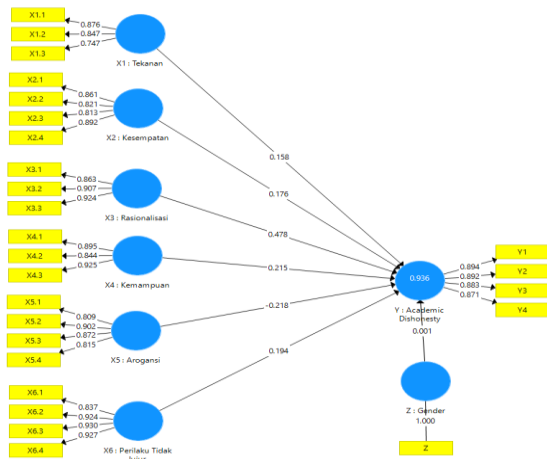 X1.1
0.876
X1.2
0.847
X1.3
0.747
X1 : Tekanan
X2.1
0.861
X2.2
0.821
X2.3
0.813
X2.4
0.892
X2 : Kesempatan
X3.1
0.863
X3.2
0.907
X3.3
0.924
X3 : Rasionalisasi
X4.1
0.895
X4.2
0.844
X4.3
0.925
X4 : Kemampuan
X5.1
0.809
X5.2
0.902
X5.3
0.872
X5.4
0.815
X5 : Arogansi
X6.1
0.837
X6.2
0.924
X6.3
0.930
X6.4
0.927
X6 : Perilaku Tidak
0.158
0.176
0.478
0.215
-0.218
0.194
0.936
Y : Academic
Dishonesty
0.894
Y1
0.892
Y2
0.883
Y3
0.871
Y4
0.001
Z : Gender
1.000
Z